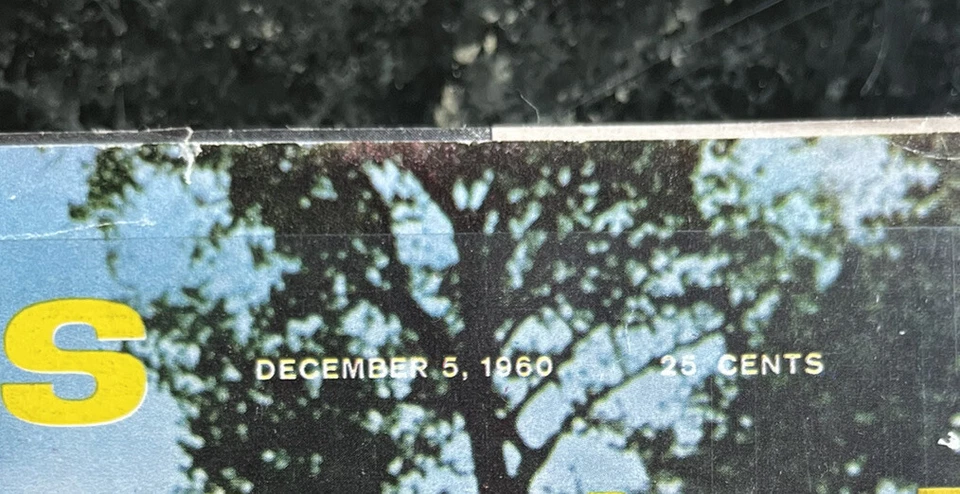 S
DECEMBER 5, 1960 25 CENTS